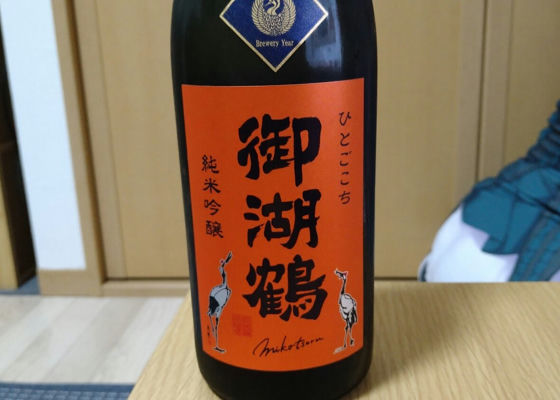 Brewery Year
ひとごこち
御湖鶴
純米吟醸
mikotsuru